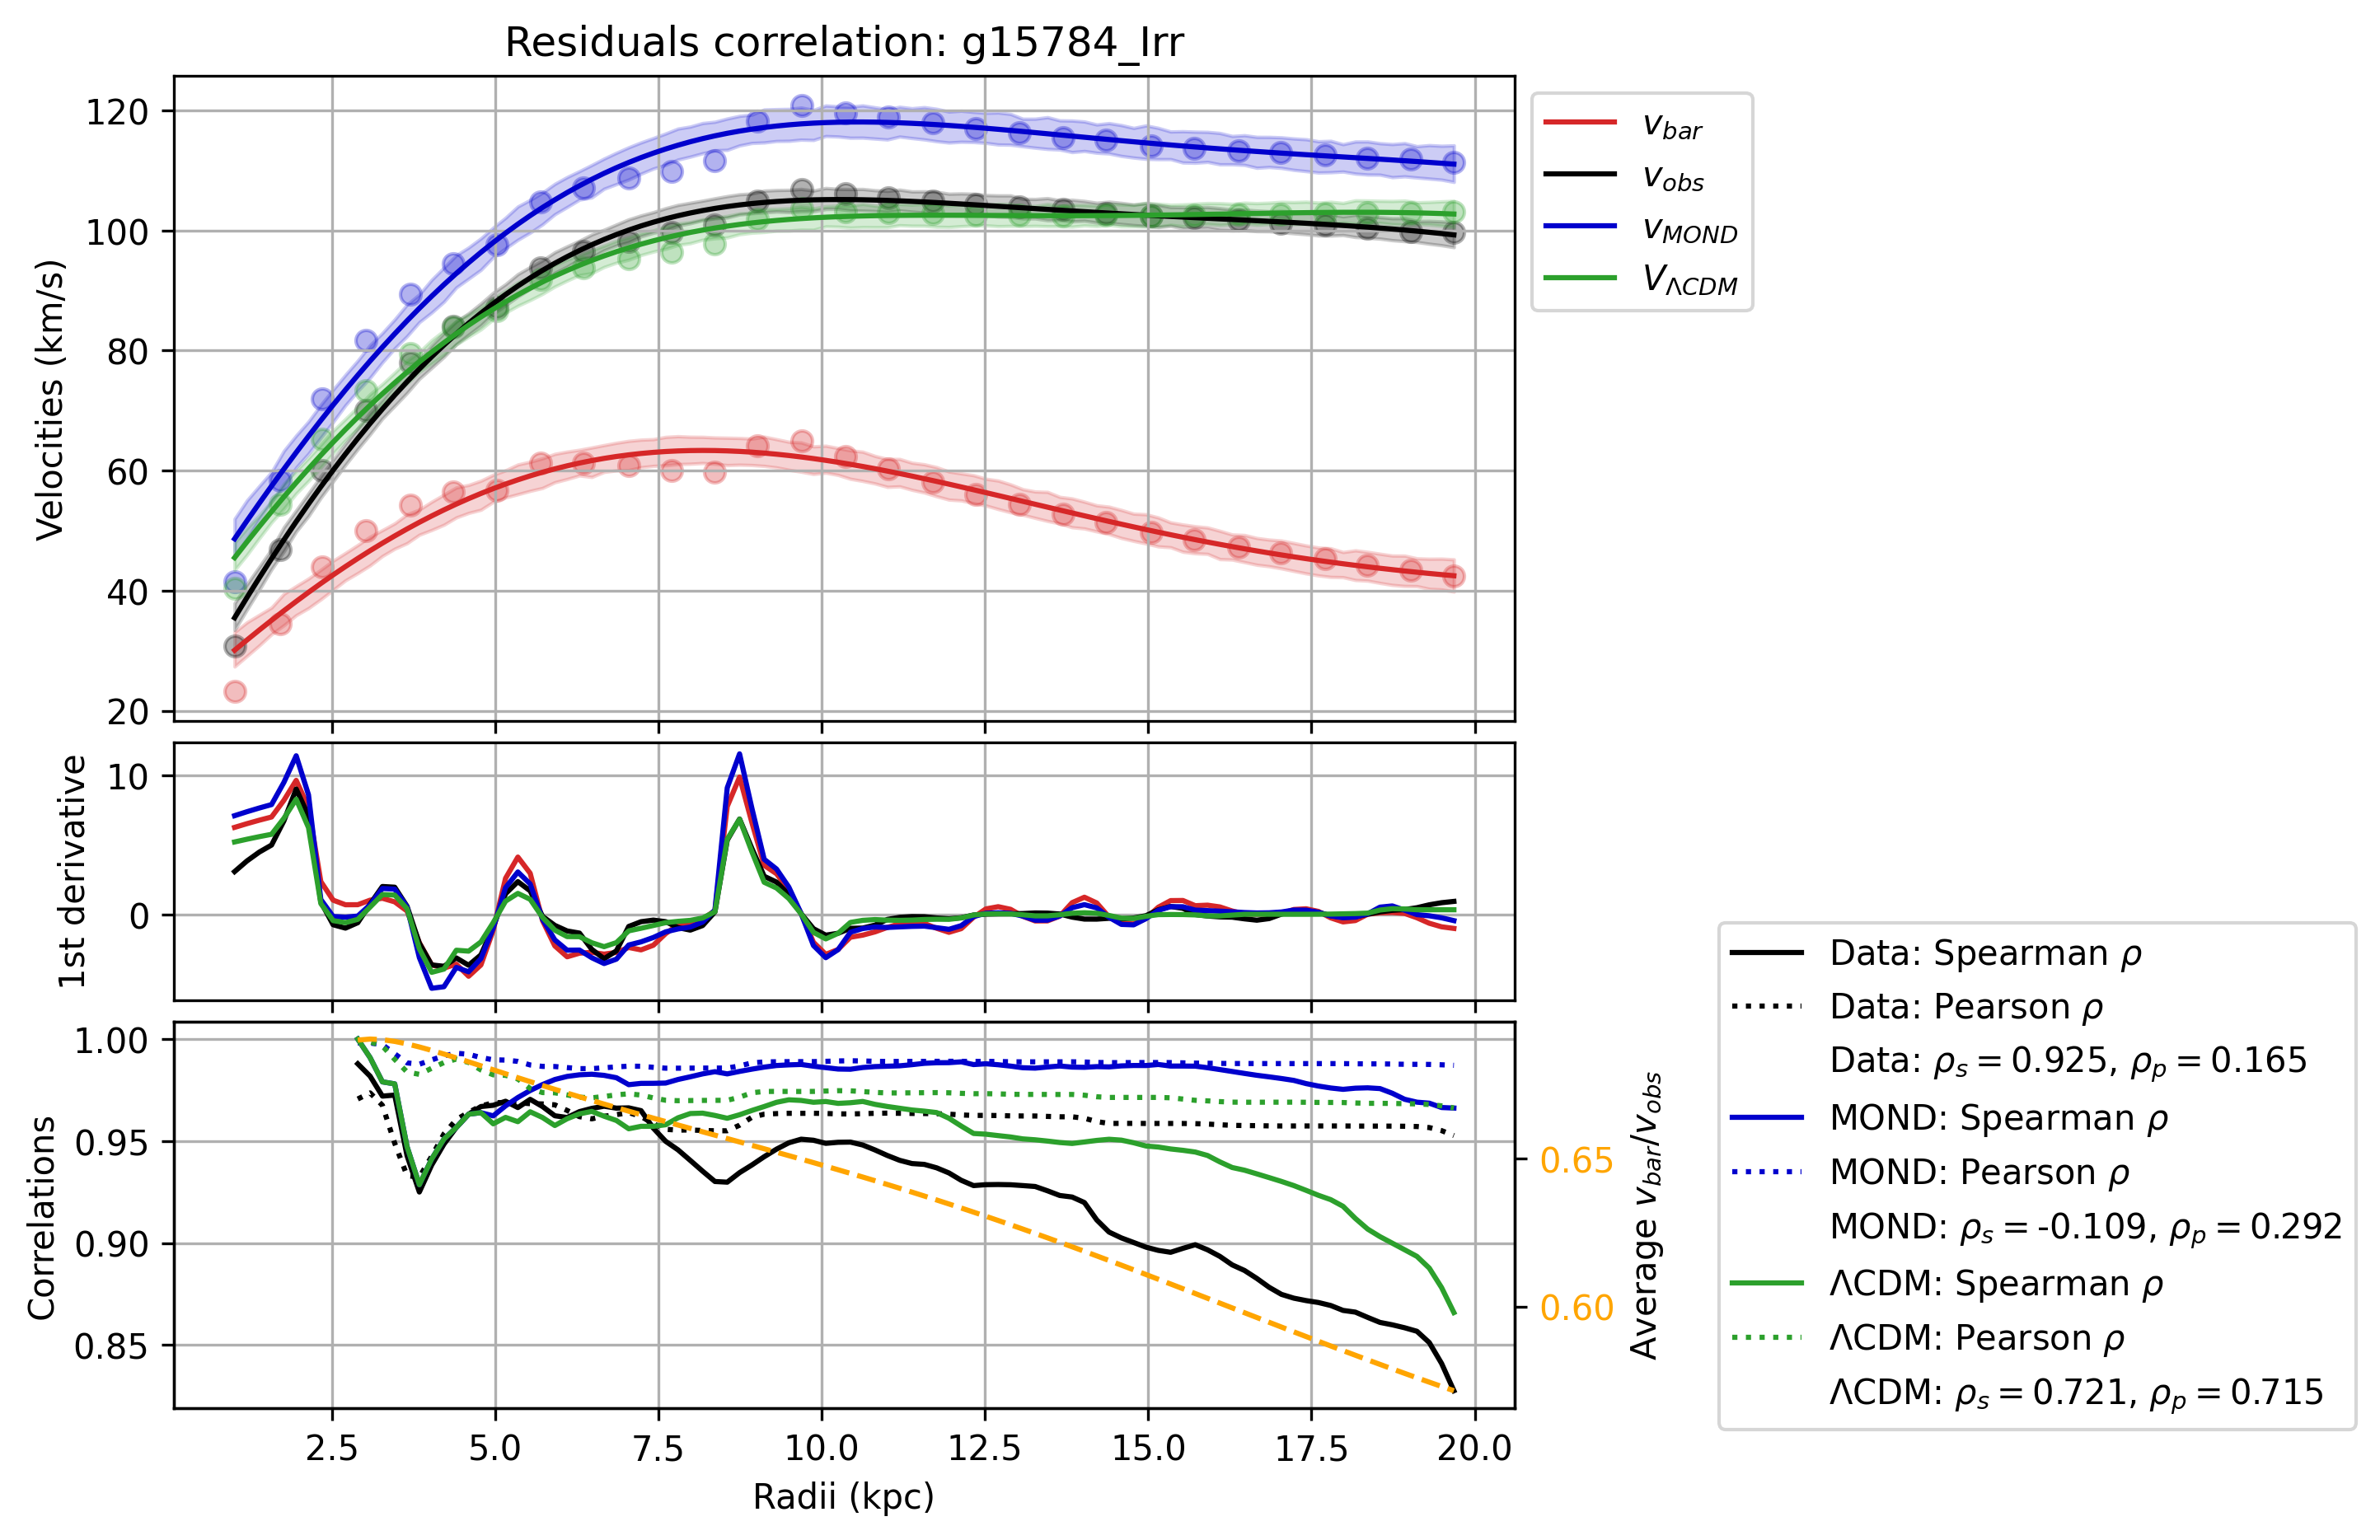 Residuals correlation: g15784_Irr
120
100
80
60
40
20
Velocities (km/s)
v_bar
v_obs
v_MOND
V_ΛCDM
10
0
1st derivative
1.00
0.95
0.90
0.85
Correlations
0.65
0.60
Average v_bar/v_obs
2.5 5.0 7.5 10.0 12.5 15.0 17.5 20.0
Radii (kpc)
Data: Spearman ρ
Data: Pearson ρ
Data: ρ_s = 0.925, ρ_p = 0.165
MOND: Spearman ρ
MOND: Pearson ρ
MOND: ρ_s = -0.109, ρ_p = 0.292
ΛCDM: Spearman ρ
ΛCDM: Pearson ρ
ΛCDM: ρ_s = 0.721, ρ_p = 0.715